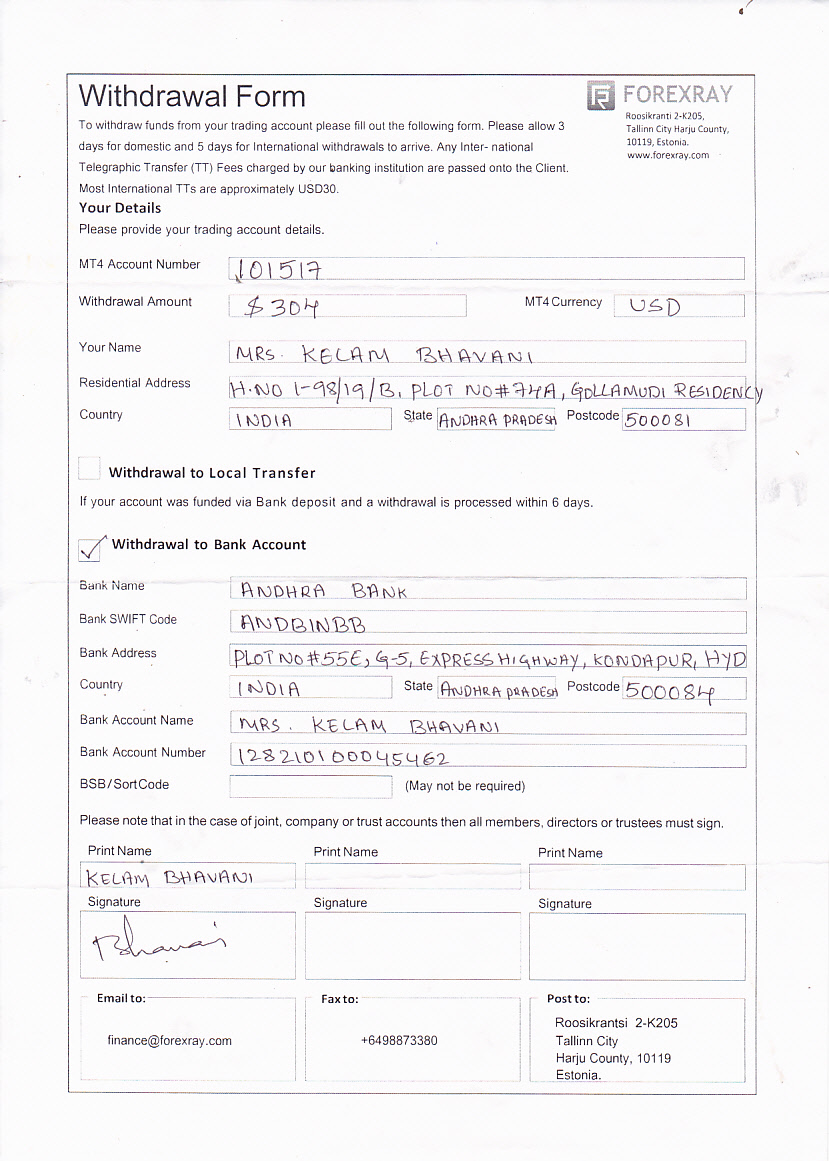 Withdrawal Form
FOREXRAY
Roosikranti 2-K205,
Tallinn City Harju County,
10119, Estonia.
www.forexray.com
To withdraw funds from your trading account please fill out the following form. Please allow 3
days for domestic and 5 days for International withdrawals to arrive. Any Inter- national
Telegraphic Transfer (TT) Fees charged by our banking institution are passed onto the Client.
Most International TTs are approximately USD30.
Your Details
Please provide your trading account details.
MT4 Account Number 101517
Withdrawal Amount $ 304 MT4 Currency USD
Your Name MRS. KELAM BHAVANI
Residential Address H.NO 1-98/19/B, PLOT NO#74A, GOLLAMUDI RESIDENCY
Country INDIA State ANDHRA PRADESH Postcode 500081
Withdrawal to Local Transfer
If your account was funded via Bank deposit and a withdrawal is processed within 6 days.
Withdrawal to Bank Account
Bank Name ANDHRA BANK
Bank SWIFT Code ANDBINBB
Bank Address PLOT NO#55E, G-5, EXPRESS HIGHWAY, KONDAPUR, HYD
Country INDIA State ANDHRA PRADESH Postcode 500084
Bank Account Name MRS. KELAM BHAVANI
Bank Account Number 128210100045462
BSB/SortCode (May not be required)
Please note that in the case of joint, company or trust accounts then all members, directors or trustees must sign.
Print Name Print Name Print Name
KELAM BHAVANI
Signature Signature Signature
Bhavani
Email to: Fax to: Post to:
finance@forexray.com +6498873380 Roosikrantsi 2-K205
Tallinn City
Harju County, 10119
Estonia.